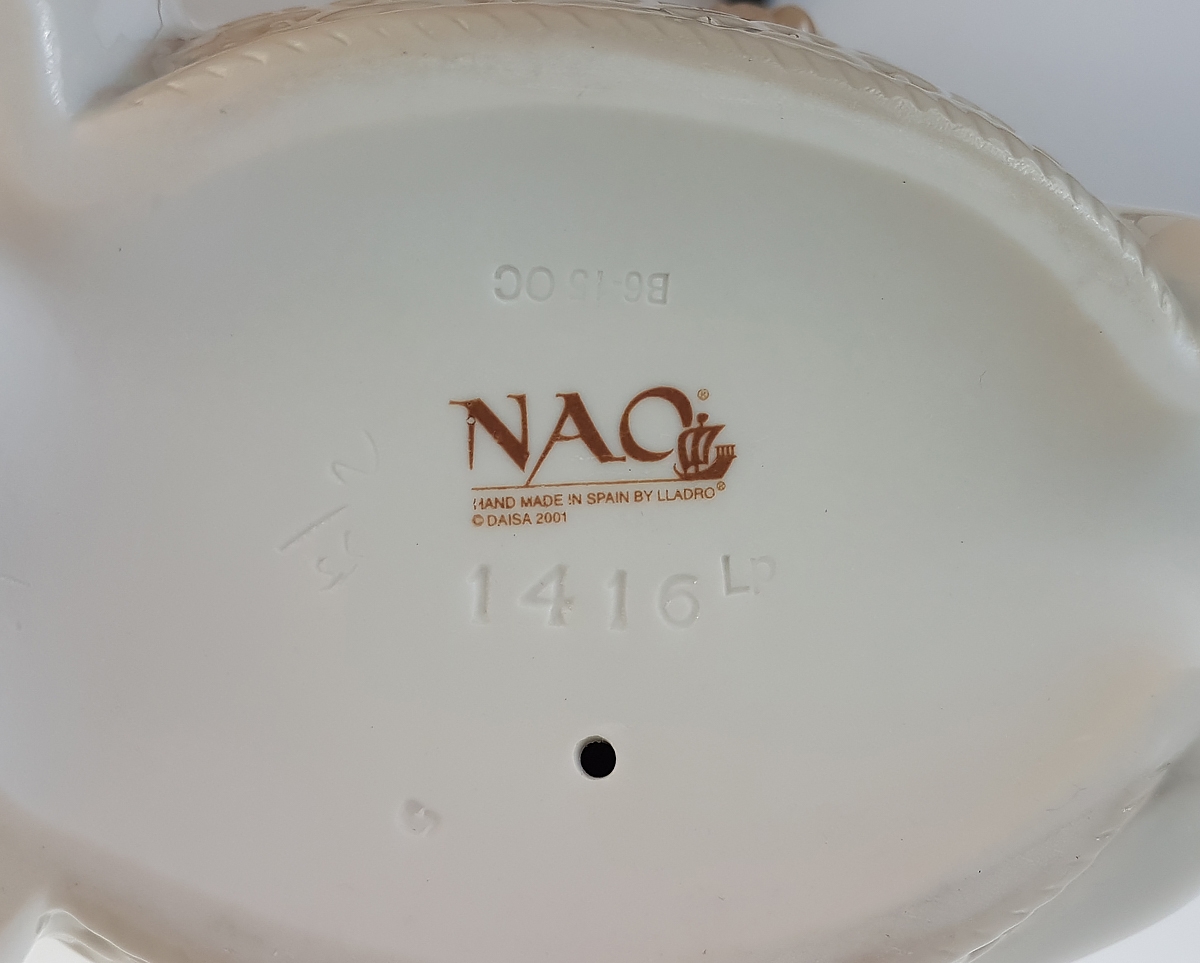 B6-15 OC
NAO®
HAND MADE IN SPAIN BY LLADRO®
© DAISA 2001
1416 LP